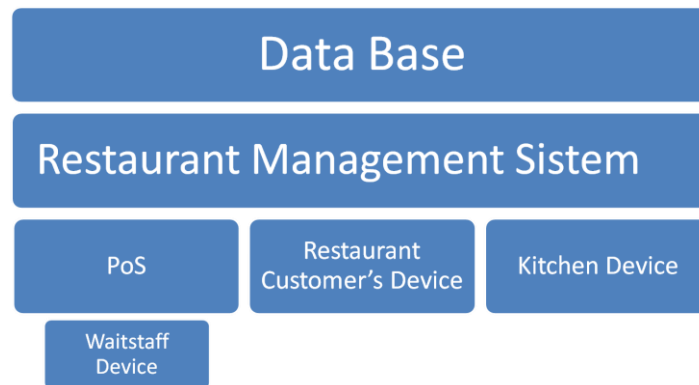 Data Base
Restaurant Management Sistem
PoS
Restaurant
Customer's Device
Kitchen Device
Waitstaff
Device